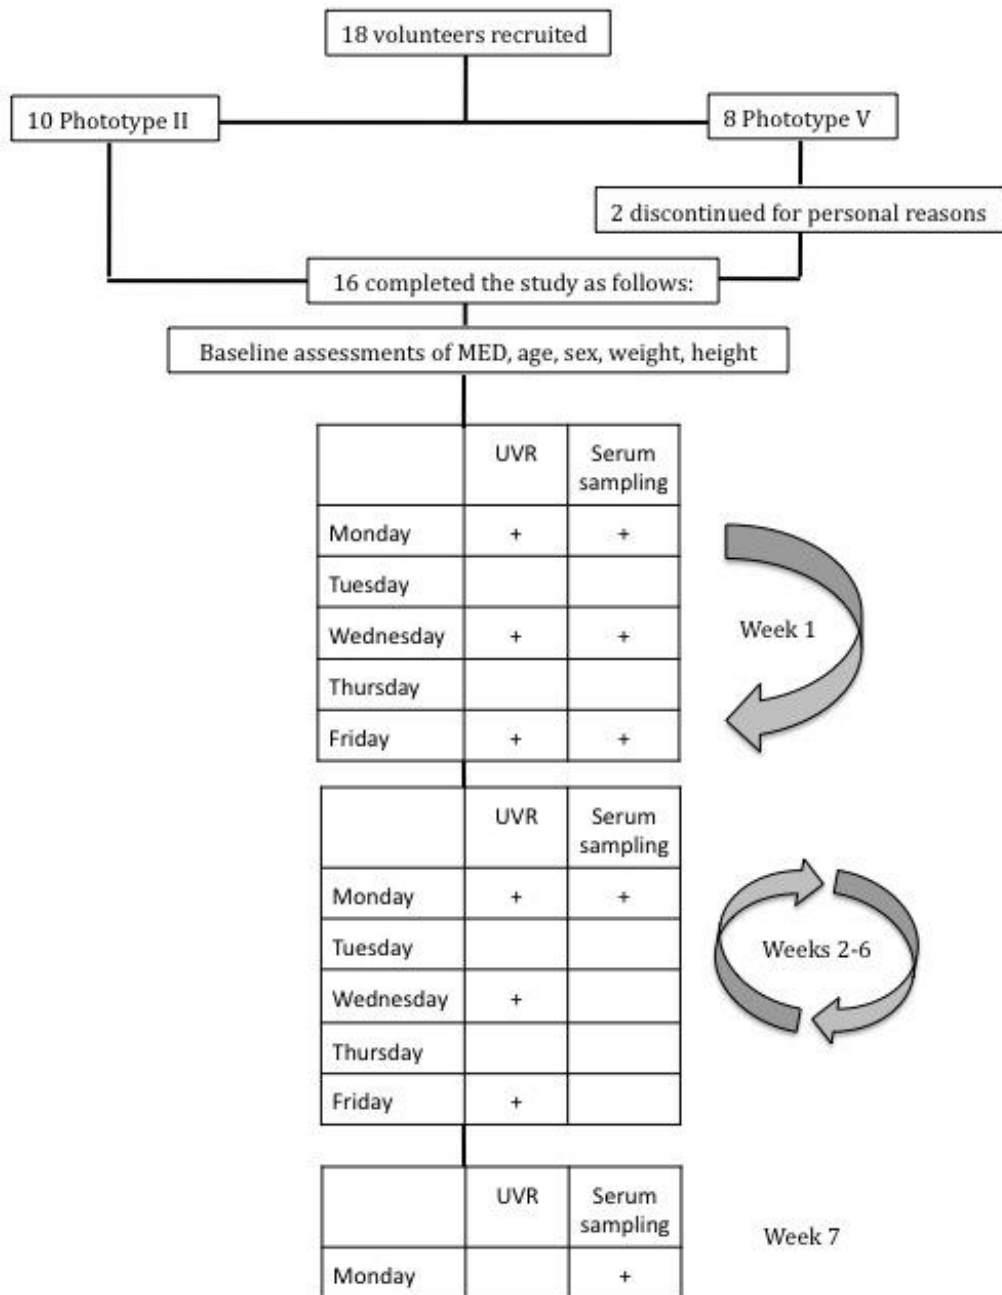 18 volunteers recruited
10 Phototype II
8 Phototype V
2 discontinued for personal reasons
16 completed the study as follows:
Baseline assessments of MED, age, sex, weight, height
UVR Serum
sampling
Monday + +
Tuesday
Wednesday + +
Thursday
Friday + +
Week 1
UVR Serum
sampling
Monday + +
Tuesday
Wednesday +
Thursday
Friday +
Weeks 2-6
UVR Serum
sampling
Monday +
Week 7